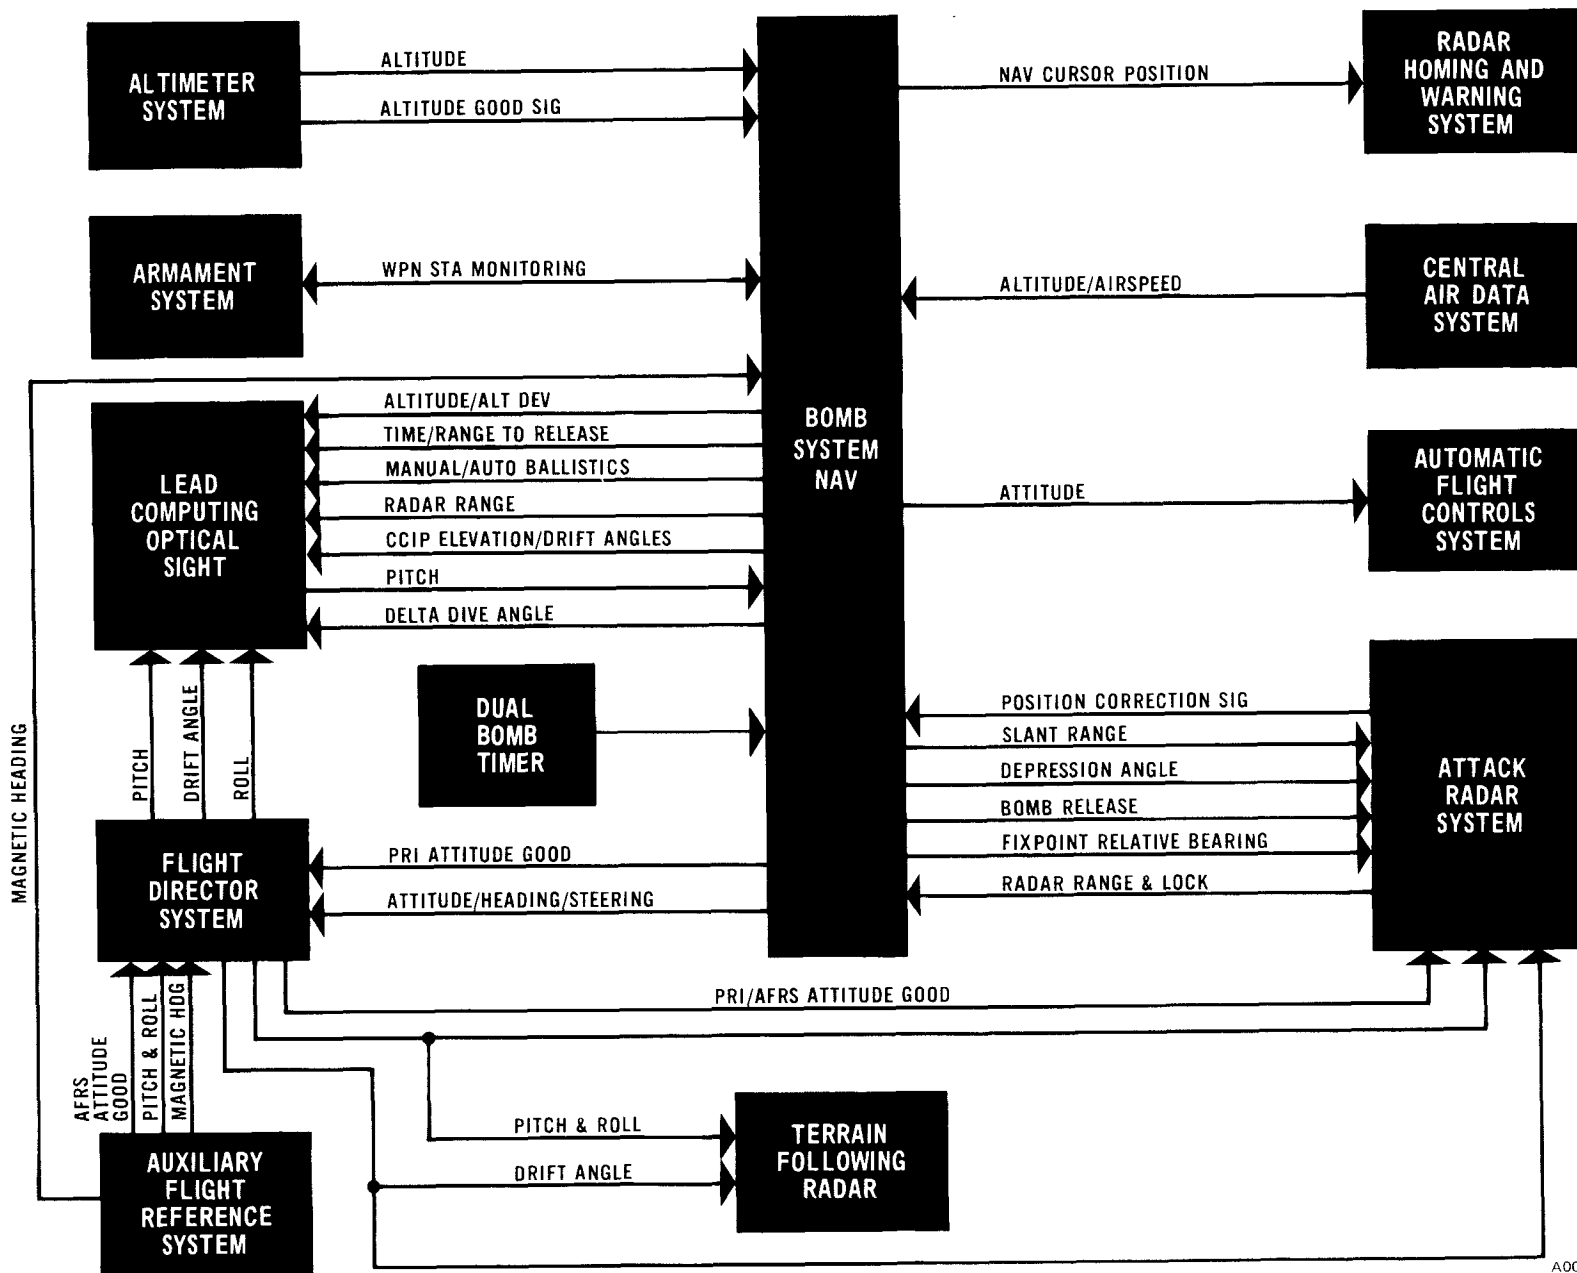 ALTIMETER
SYSTEM
ALTITUDE
ALTITUDE GOOD SIG
NAV CURSOR POSITION
RADAR
HOMING AND
WARNING
SYSTEM
ARMAMENT
SYSTEM
WPN STA MONITORING
ALTITUDE/AIRSPEED
CENTRAL
AIR DATA
SYSTEM
BOMB
SYSTEM
NAV
LEAD
COMPUTING
OPTICAL
SIGHT
ALTITUDE/ALT DEV
TIME/RANGE TO RELEASE
MANUAL/AUTO BALLISTICS
RADAR RANGE
CCIP ELEVATION/DRIFT ANGLES
PITCH
DELTA DIVE ANGLE
ATTITUDE
AUTOMATIC
FLIGHT
CONTROLS
SYSTEM
MAGNETIC HEADING
PITCH
DRIFT ANGLE
ROLL
DUAL
BOMB
TIMER
POSITION CORRECTION SIG
SLANT RANGE
DEPRESSION ANGLE
BOMB RELEASE
FIXPOINT RELATIVE BEARING
RADAR RANGE & LOCK
ATTACK
RADAR
SYSTEM
FLIGHT
DIRECTOR
SYSTEM
PRI ATTITUDE GOOD
ATTITUDE/HEADING/STEERING
PRI/AFRS ATTITUDE GOOD
AFRS
ATTITUDE
GOOD
PITCH & ROLL
MAGNETIC HDG
PITCH & ROLL
DRIFT ANGLE
TERRAIN
FOLLOWING
RADAR
AUXILIARY
FLIGHT
REFERENCE
SYSTEM